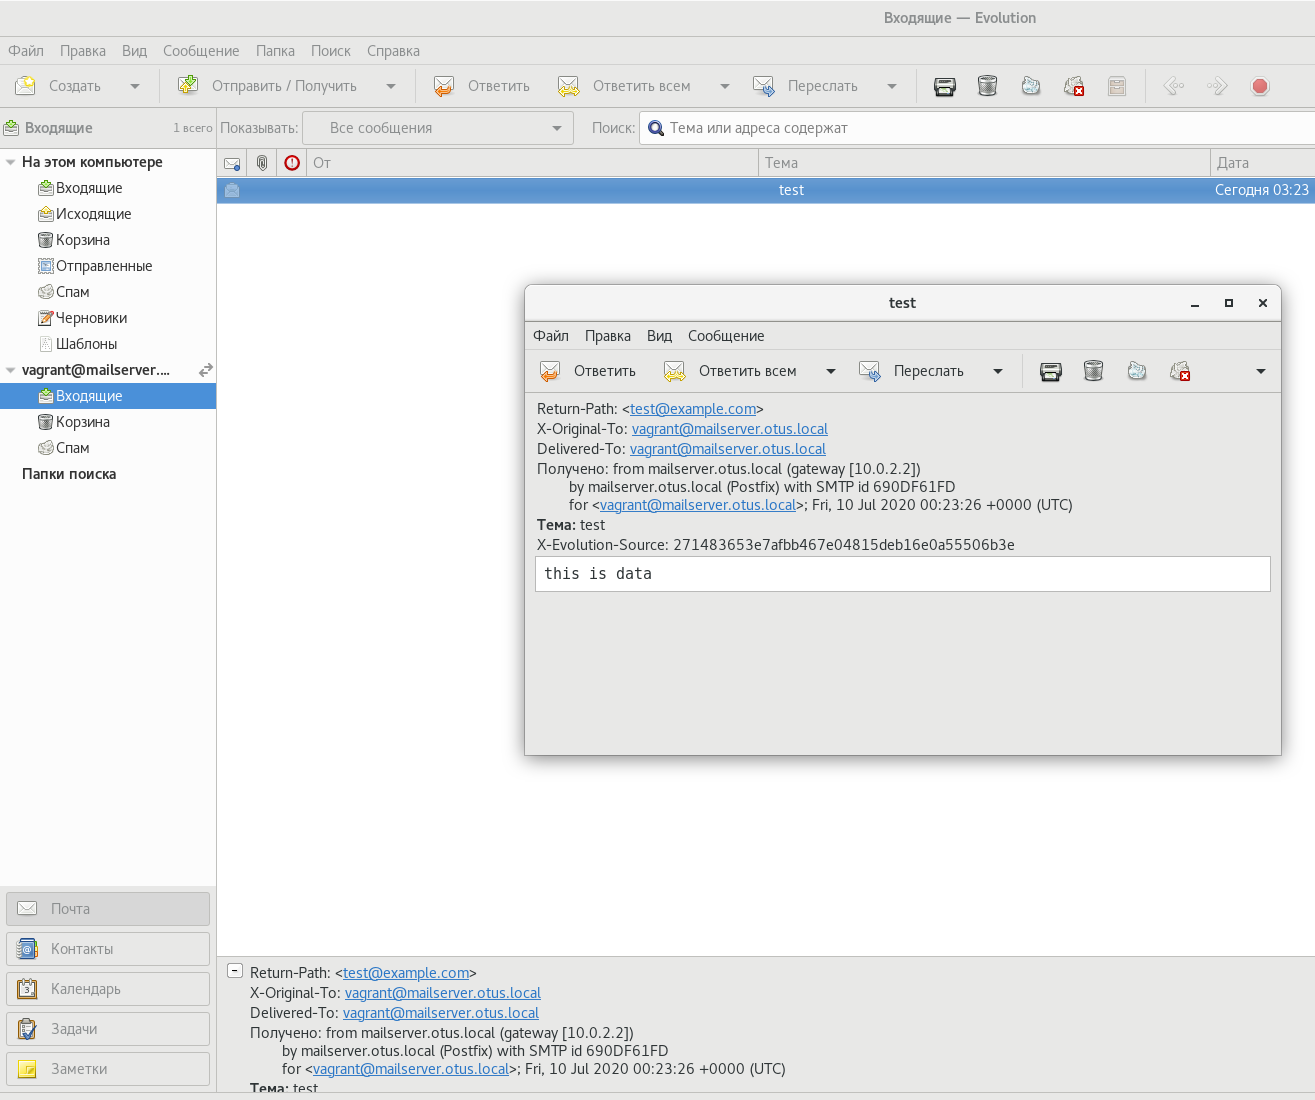 Входящие — Evolution
Файл Правка Вид Сообщение Папка Поиск Справка
Создать Отправить / Получить Ответить Ответить всем Переслать
Входящие 1 всего Показывать: Все сообщения Поиск: Тема или адреса содержат
На этом компьютере
Входящие
Исходящие
Корзина
Отправленные
Спам
Черновики
Шаблоны
vagrant@mailserver....
Входящие
Корзина
Спам
Папки поиска
От Тема Дата
test Сегодня 03:23
test
Файл Правка Вид Сообщение
Ответить Ответить всем Переслать
Return-Path: <test@example.com>
X-Original-To: vagrant@mailserver.otus.local
Delivered-To: vagrant@mailserver.otus.local
Получено: from mailserver.otus.local (gateway [10.0.2.2])
by mailserver.otus.local (Postfix) with SMTP id 690DF61FD
for <vagrant@mailserver.otus.local>; Fri, 10 Jul 2020 00:23:26 +0000 (UTC)
Тема: test
X-Evolution-Source: 271483653e7afbb467e04815deb16e0a55506b3e
this is data
Почта
Контакты
Календарь
Задачи
Заметки
Return-Path: <test@example.com>
X-Original-To: vagrant@mailserver.otus.local
Delivered-To: vagrant@mailserver.otus.local
Получено: from mailserver.otus.local (gateway [10.0.2.2])
by mailserver.otus.local (Postfix) with SMTP id 690DF61FD
for <vagrant@mailserver.otus.local>; Fri, 10 Jul 2020 00:23:26 +0000 (UTC)
Тема: test